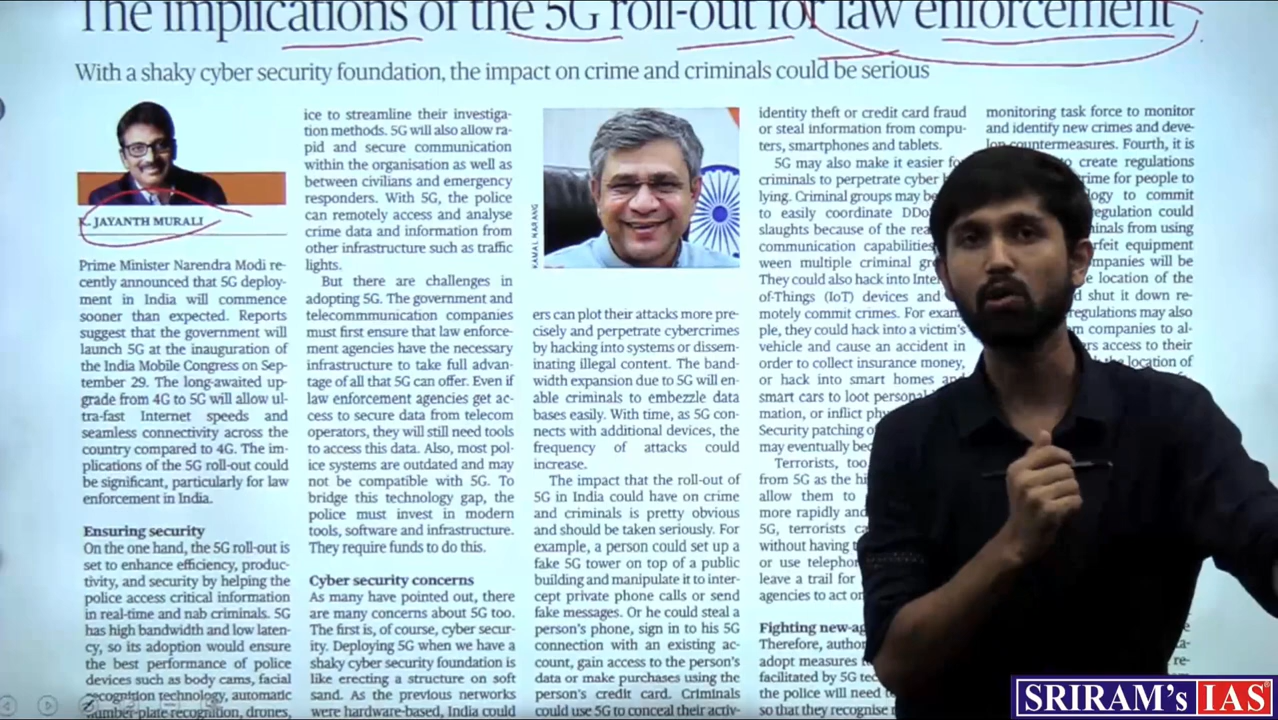 The implications of the 5G roll-out for law enforcement
With a shaky cyber security foundation, the impact on crime and criminals could be serious
K. JAYANTH MURALI
Prime Minister Narendra Modi re-
cently announced that 5G deploy-
ment in India will commence
sooner than expected. Reports
suggest that the government will
launch 5G at the inauguration of
the India Mobile Congress on Sep-
tember 29. The long-awaited up-
grade from 4G to 5G will allow ul-
tra-fast Internet speeds and
seamless connectivity across the
country compared to 4G. The im-
plications of the 5G roll-out could
be significant, particularly for law
enforcement in India.
Ensuring security
On the one hand, the 5G roll-out is
set to enhance efficiency, produc-
tivity, and security by helping the
police access critical information
in real-time and nab criminals. 5G
has high bandwidth and low laten-
cy, so its adoption would ensure
the best performance of police
devices such as body cams, facial
recognition technology, automatic
number-plate recognition, drones,
ice to streamline their investiga-
tion methods. 5G will also allow ra-
pid and secure communication
within the organisation as well as
between civilians and emergency
responders. With 5G, the police
can remotely access and analyse
crime data and information from
other infrastructure such as traffic
lights.
But there are challenges in
adopting 5G. The government and
telecommmunication companies
must first ensure that law enforce-
ment agencies have the necessary
infrastructure to take full advan-
tage of all that 5G can offer. Even if
law enforcement agencies get ac-
cess to secure data from telecom
operators, they will still need tools
to access this data. Also, most pol-
ice systems are outdated and may
not be compatible with 5G. To
bridge this technology gap, the
police must invest in modern
tools, software and infrastructure.
They require funds to do this.
Cyber security concerns
As many have pointed out, there
are many concerns about 5G too.
The first is, of course, cyber secur-
ity. Deploying 5G when we have a
shaky cyber security foundation is
like erecting a structure on soft
sand. As the previous networks
were hardware-based, India could
KAMAL NARANG
ers can plot their attacks more pre-
cisely and perpetrate cybercrimes
by hacking into systems or dissem-
inating illegal content. The band-
width expansion due to 5G will en-
able criminals to embezzle data
bases easily. With time, as 5G con-
nects with additional devices, the
frequency of attacks could
increase.
The impact that the roll-out of
5G in India could have on crime
and criminals is pretty obvious
and should be taken seriously. For
example, a person could set up a
fake 5G tower on top of a public
building and manipulate it to inter-
cept private phone calls or send
fake messages. Or he could steal a
person's phone, sign in to his 5G
connection with an existing ac-
count, gain access to the person's
data or make purchases using the
person's credit card. Criminals
could use 5G to conceal their activ-
identity theft or credit card fraud
or steal information from compu-
ters, smartphones and tablets.
5G may also make it easier for
criminals to perpetrate cyber
lying. Criminal groups may be
to easily coordinate DDo
slaughts because of the
communication capabilities
ween multiple criminal
They could also hack into
of-Things (IoT) devices and
motely commit crimes. For exam
ple, they could hack into a victim's
vehicle and cause an accident in
order to collect insurance money,
or hack into smart homes and
smart cars to loot personal
mation, or inflict
Security patching
may eventually
Terrorists, too
from 5G as the
allow them to
more rapidly and
5G, terrorists
without having
or use
leave a trail for
agencies to act
Fighting
Therefore,
adopt measures
facilitated by 5G
the police will need
so that they recognise
monitoring task force to monitor
and identify new crimes and deve-
lop countermeasures. Fourth, it is
to create regulations
for people to
to commit
regulation could
from using
equipment
companies will be
location of the
shut it down re-
regulations may also
companies to al-
access to their
location of
re-
SRIRAM's IAS